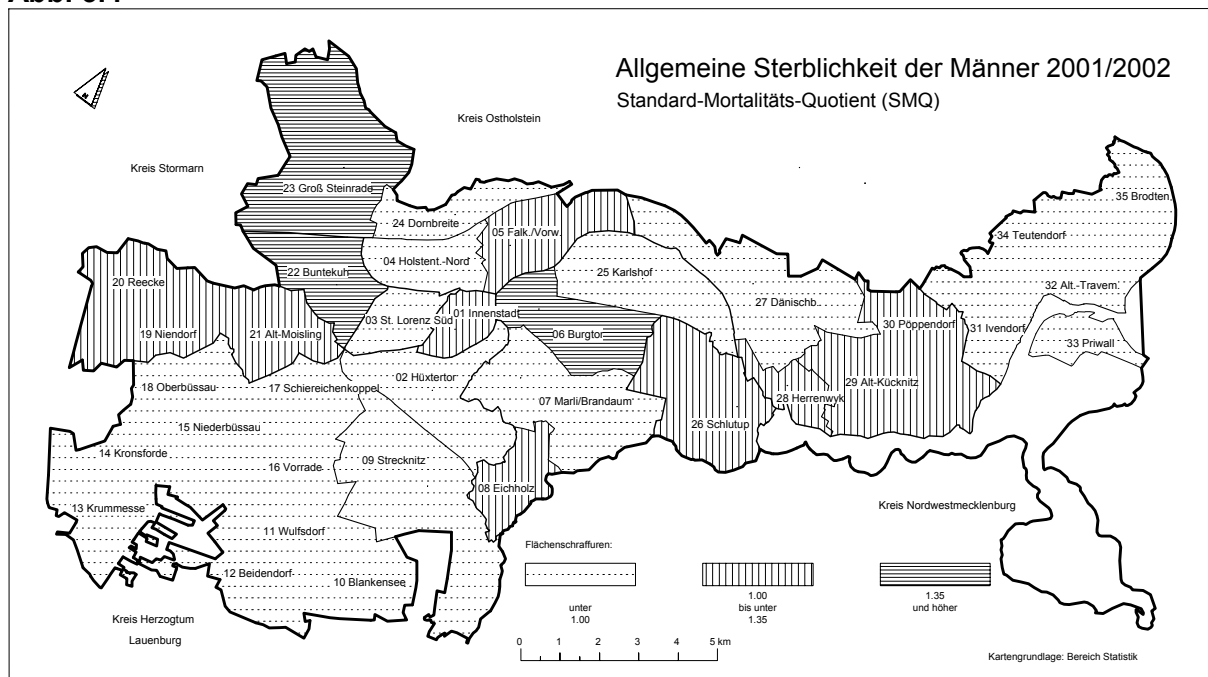 Allgemeine Sterblichkeit der Männer 2001/2002
Standard-Mortalitäts-Quotient (SMQ)
N
Kreis Ostholstein
Kreis Stormarn
23 Groß Steinrade
35 Brodten
24 Dornbreite
05 Falk./Vorw.
34 Teutendorf
04 Holstent.-Nord
22 Buntekuh
25 Karlshof
20 Reecke
32 Alt.-Travem.
27 Dänischb.
01 Innenstadt
03 St. Lorenz Süd
30 Pöppendorf
31 Ivendorf
19 Niendorf
21 Alt-Moisling
06 Burgtor
33 Priwall
02 Hüxtertor
18 Oberbüssau
17 Schiereichenkoppel
29 Alt-Kücknitz
28 Herrenwyk
07 Marli/Brandaum
15 Niederbüssau
26 Schlutup
14 Kronsforde
09 Strecknitz
16 Vorrade
08 Eichholz
13 Krummesse
Kreis Nordwestmecklenburg
11 Wulfsdorf
12 Beidendorf
10 Blankensee
Flächenschraffuren:
unter
1.00
1.00
bis unter
1.35
1.35
und höher
Kreis Herzogtum
Lauenburg
0 1 2 3 4 5 km
Kartengrundlage: Bereich Statistik